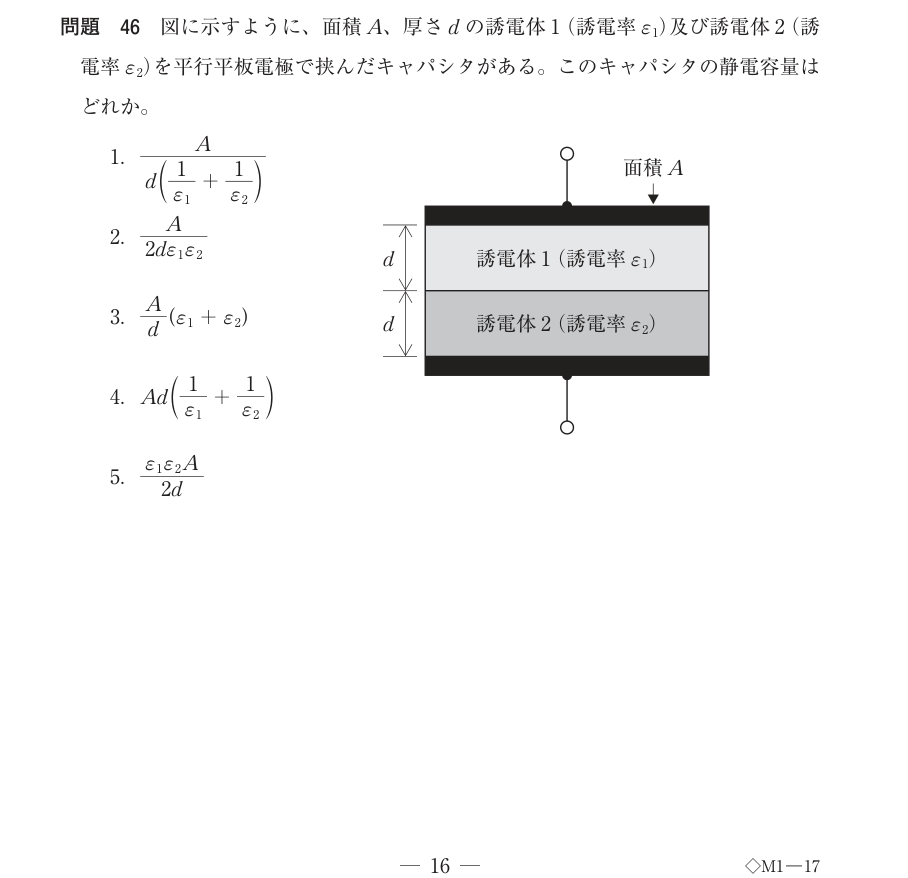 問題 46 図に示すように、面積 A、厚さ d の誘電体 1（誘電率 ε₁）及び誘電体 2（誘
電率 ε₂）を平行平板電極で挟んだキャパシタがある。このキャパシタの静電容量は
どれか。
1. A / d(1/ε₁ + 1/ε₂)
2. A / 2dε₁ε₂
3. A/d (ε₁ + ε₂)
4. Ad(1/ε₁ + 1/ε₂)
5. ε₁ε₂A / 2d
面積 A
d
誘電体 1（誘電率 ε₁）
d
誘電体 2（誘電率 ε₂）
— 16 —
◇M1—17